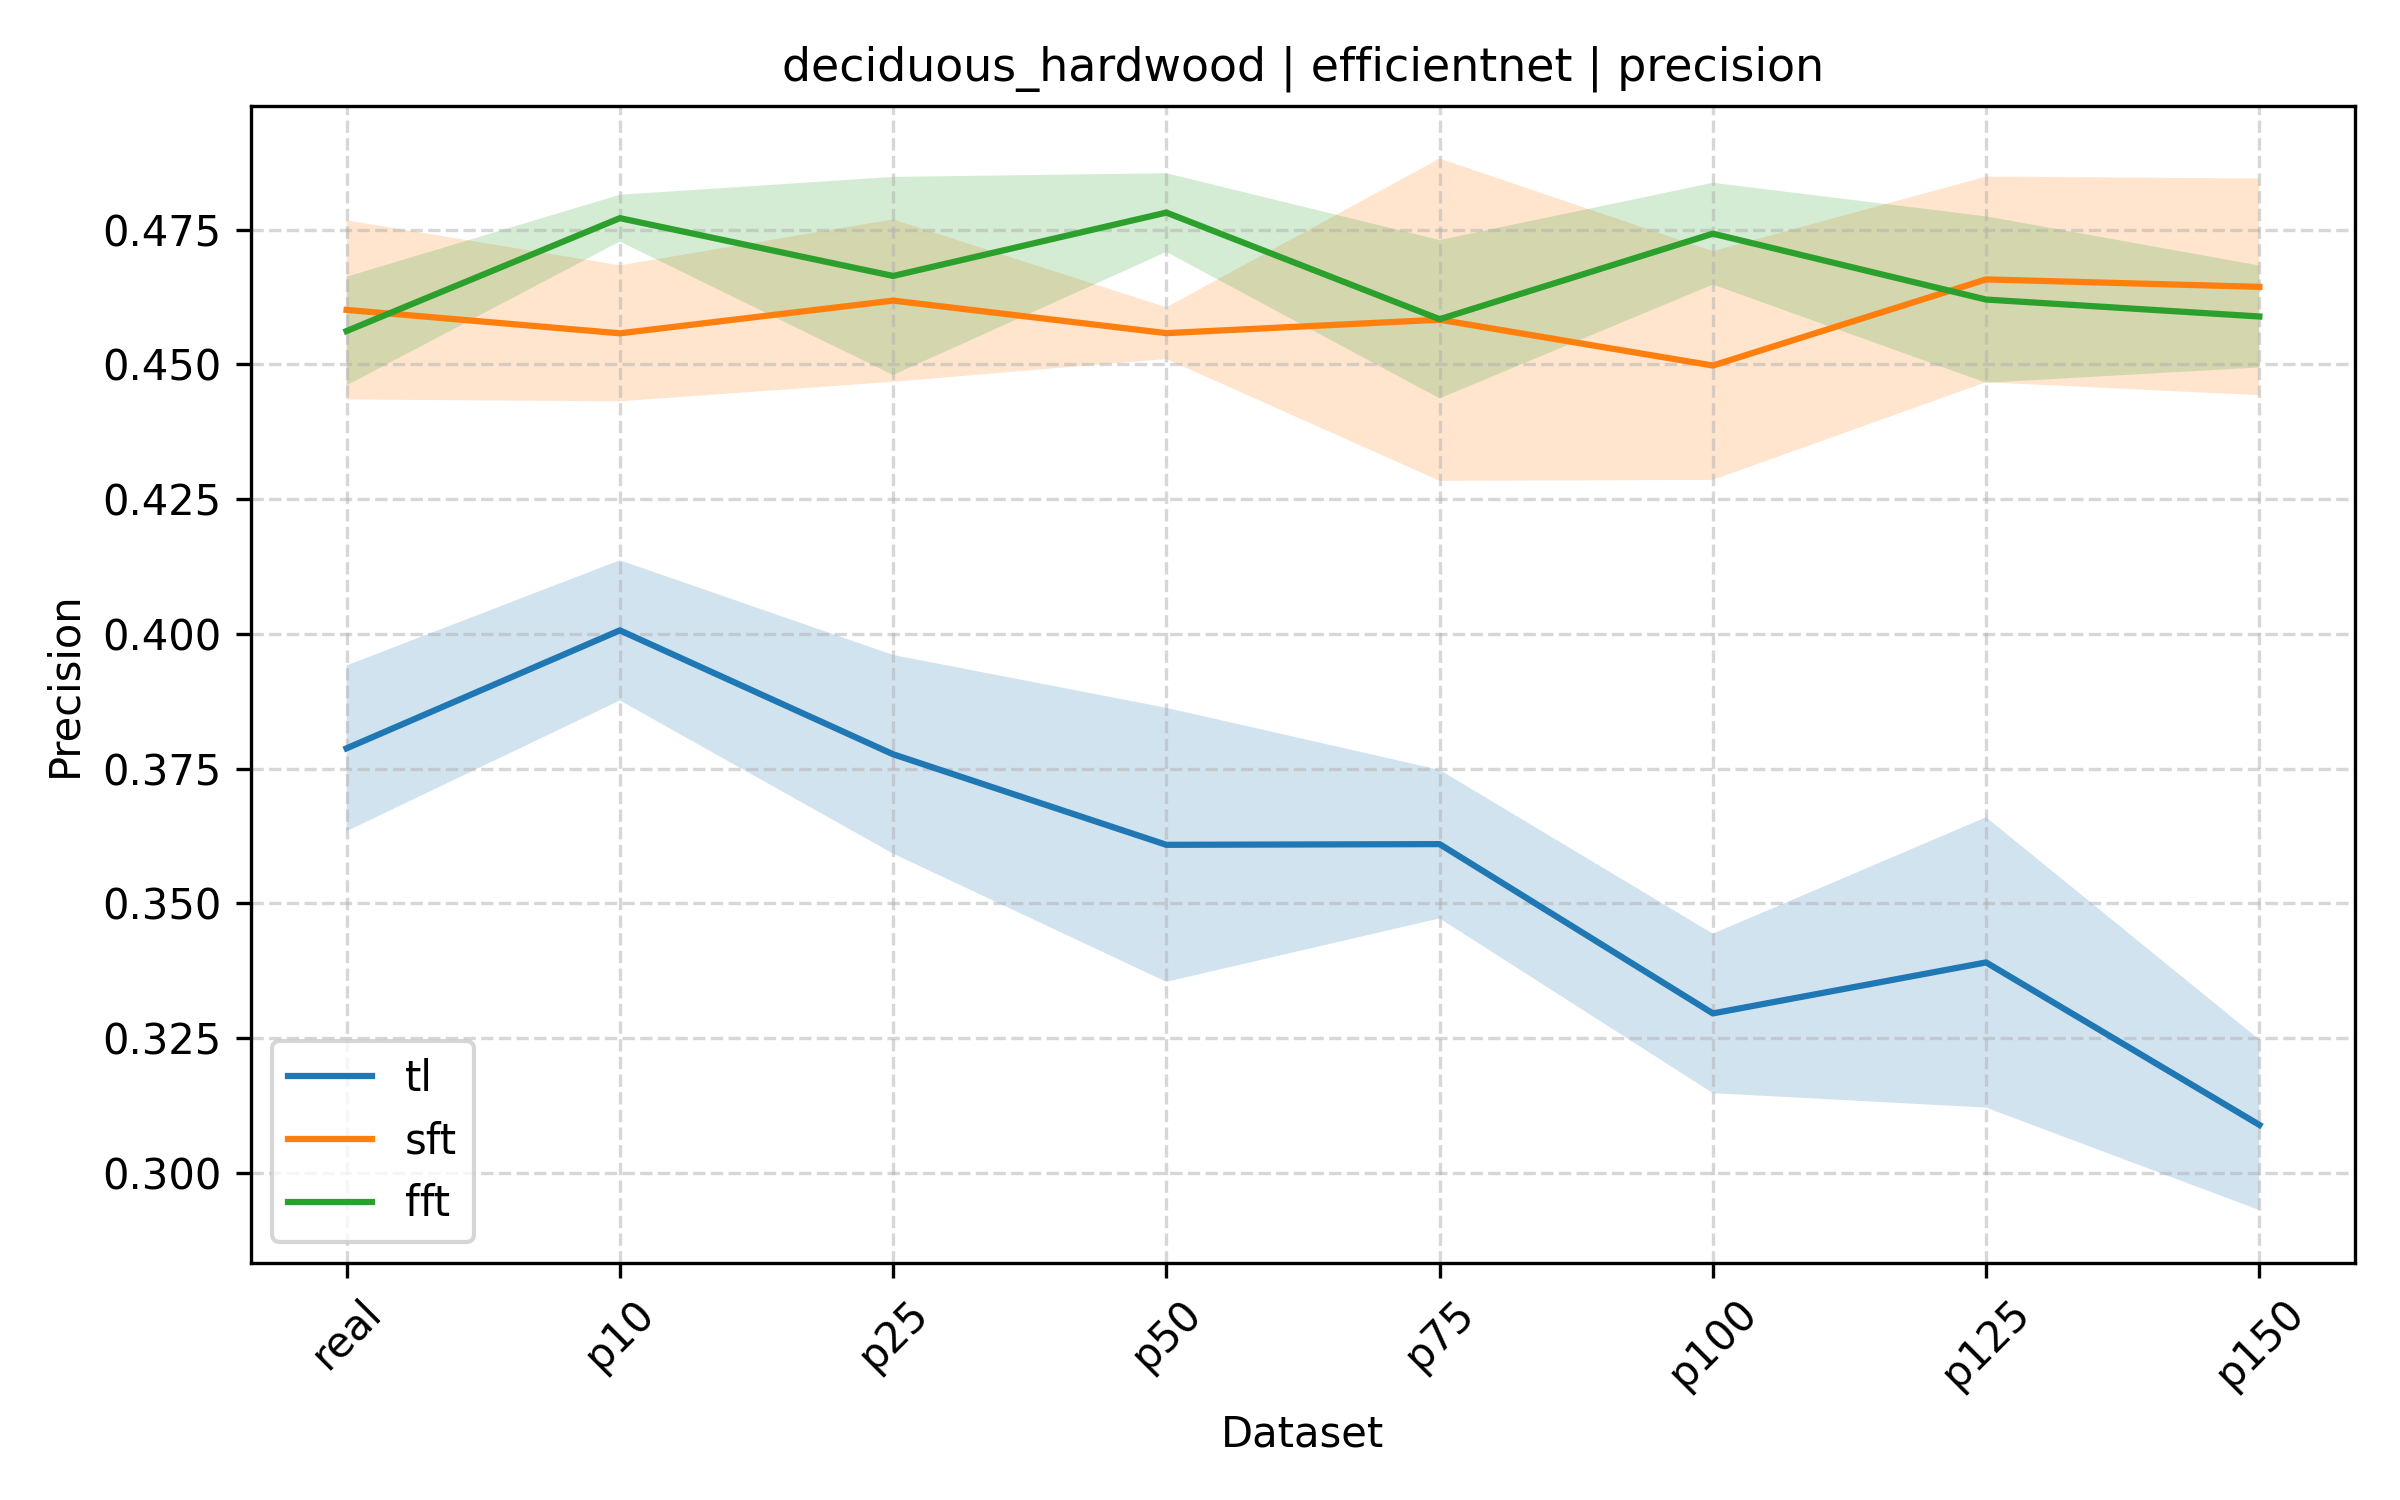 deciduous_hardwood | efficientnet | precision
Precision
0.475
0.450
0.425
0.400
0.375
0.350
0.325
0.300
tl
sft
fft
real
p10
p25
p50
p75
p100
p125
p150
Dataset